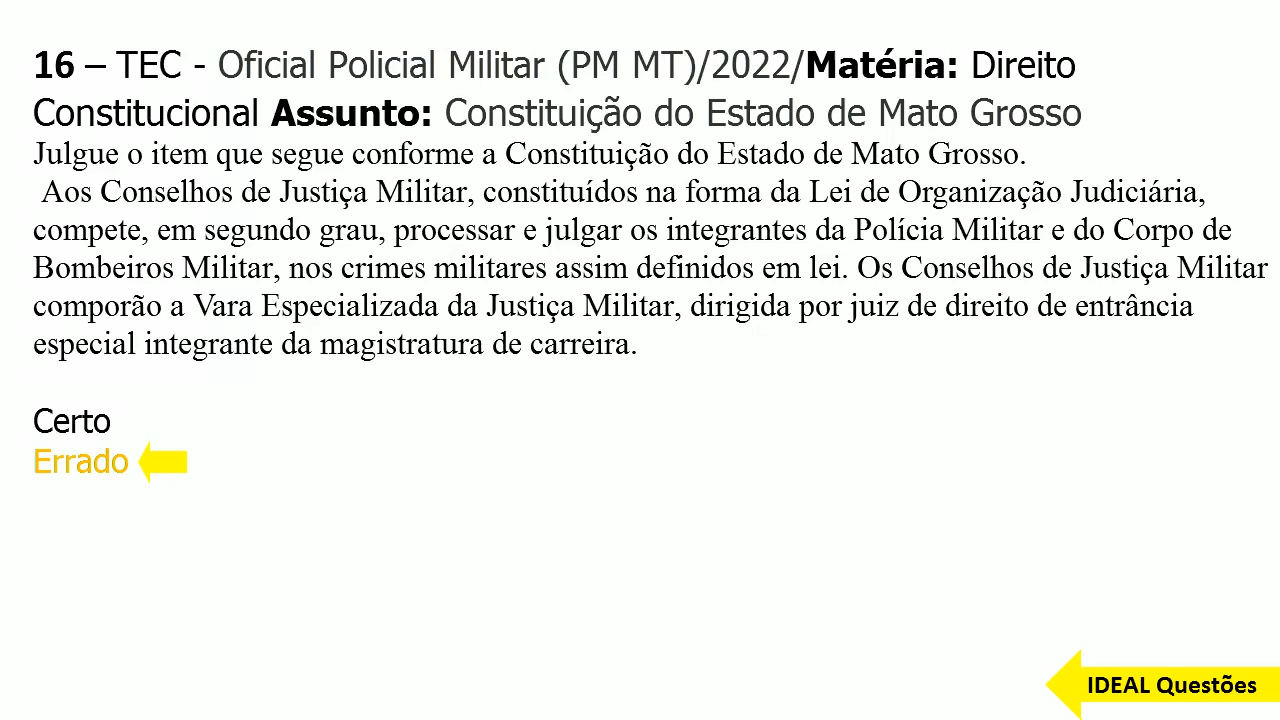 16 – TEC - Oficial Policial Militar (PM MT)/2022/Matéria: Direito
Constitucional Assunto: Constituição do Estado de Mato Grosso
Julgue o item que segue conforme a Constituição do Estado de Mato Grosso.
Aos Conselhos de Justiça Militar, constituídos na forma da Lei de Organização Judiciária,
compete, em segundo grau, processar e julgar os integrantes da Polícia Militar e do Corpo de
Bombeiros Militar, nos crimes militares assim definidos em lei. Os Conselhos de Justiça Militar
comporão a Vara Especializada da Justiça Militar, dirigida por juiz de direito de entrância
especial integrante da magistratura de carreira.
Certo
Errado
IDEAL Questões